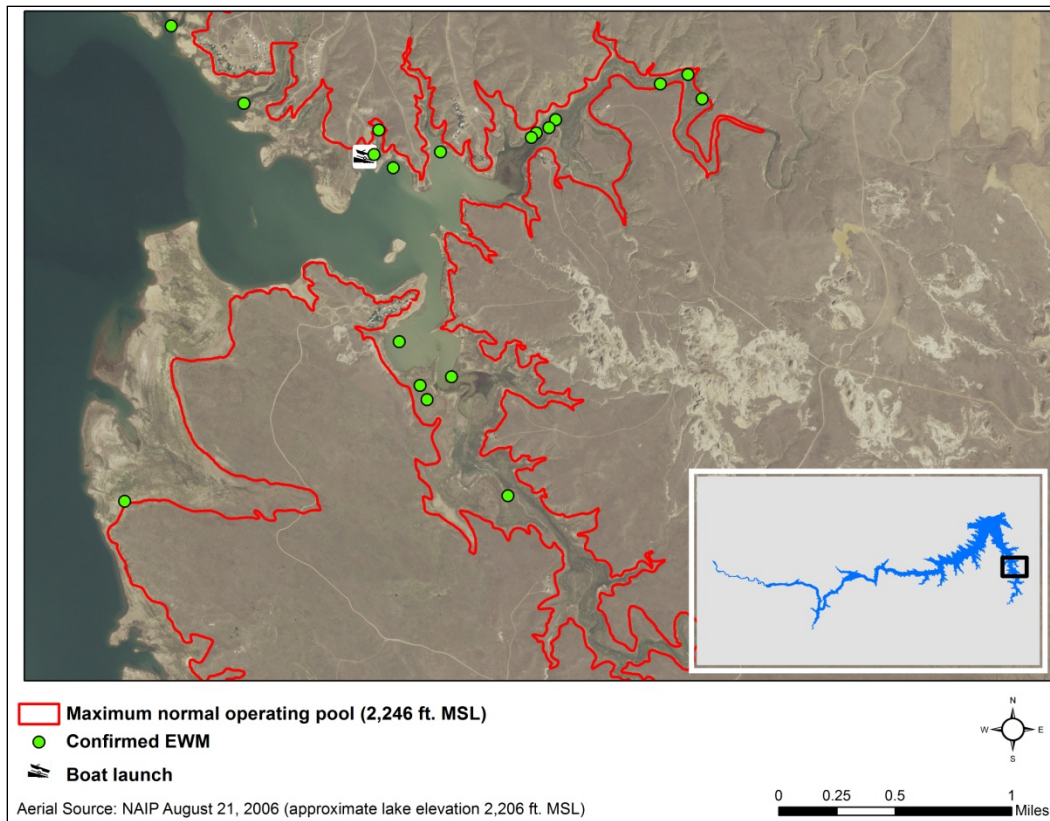 Maximum normal operating pool (2,246 ft. MSL)
Confirmed EWM
Boat launch
Aerial Source: NAIP August 21, 2006 (approximate lake elevation 2,206 ft. MSL)
N
W E
S
0 0.25 0.5 1
Miles